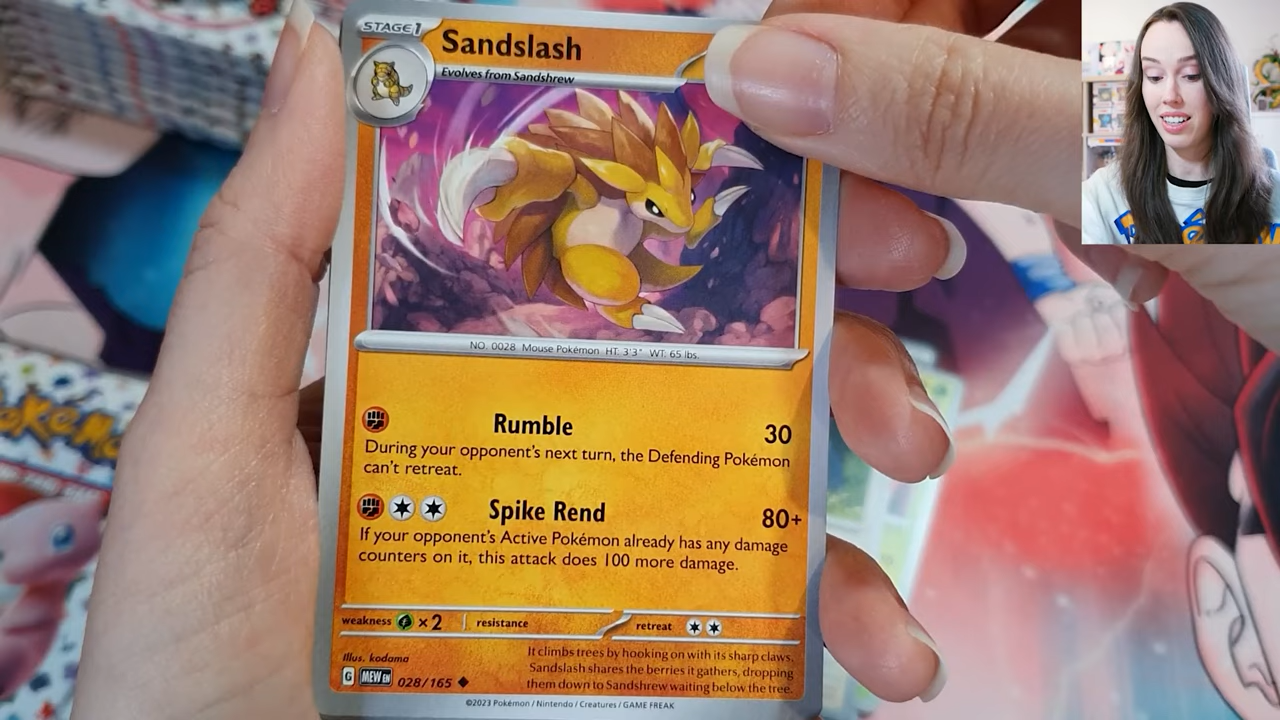 STAGE1
Sandslash
Evolves from Sandshrew
NO. 0028 Mouse Pokémon HT: 3'3" WT: 65 lbs.
Rumble 30
During your opponent's next turn, the Defending Pokémon
can't retreat.
Spike Rend 80+
If your opponent's Active Pokémon already has any damage
counters on it, this attack does 100 more damage.
weakness ×2 resistance retreat
Illus. kodama
It climbs trees by hooking on with its sharp claws.
Sandslash shares the berries it gathers, dropping
them down to Sandshrew waiting below the tree.
G MEW EN 028/165
©2023 Pokémon / Nintendo / Creatures / GAME FREAK
Pokémon